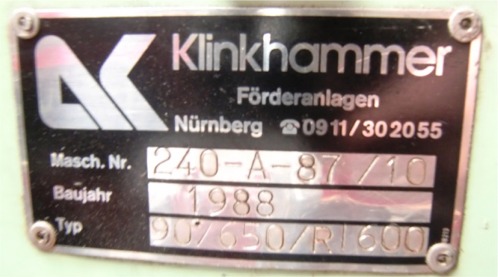 Klinkhammer
Förderanlagen
Nürnberg ☎0911/302055
Masch. Nr. 240-A-87/10
Baujahr 1988
Typ 90/650/R1600